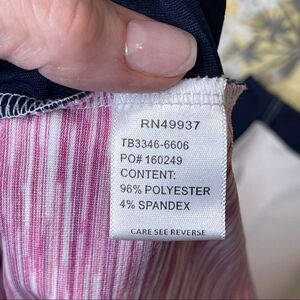 RN49937
TB3346-6606
PO# 160249
CONTENT:
96% POLYESTER
4% SPANDEX
CARE SEE REVERSE